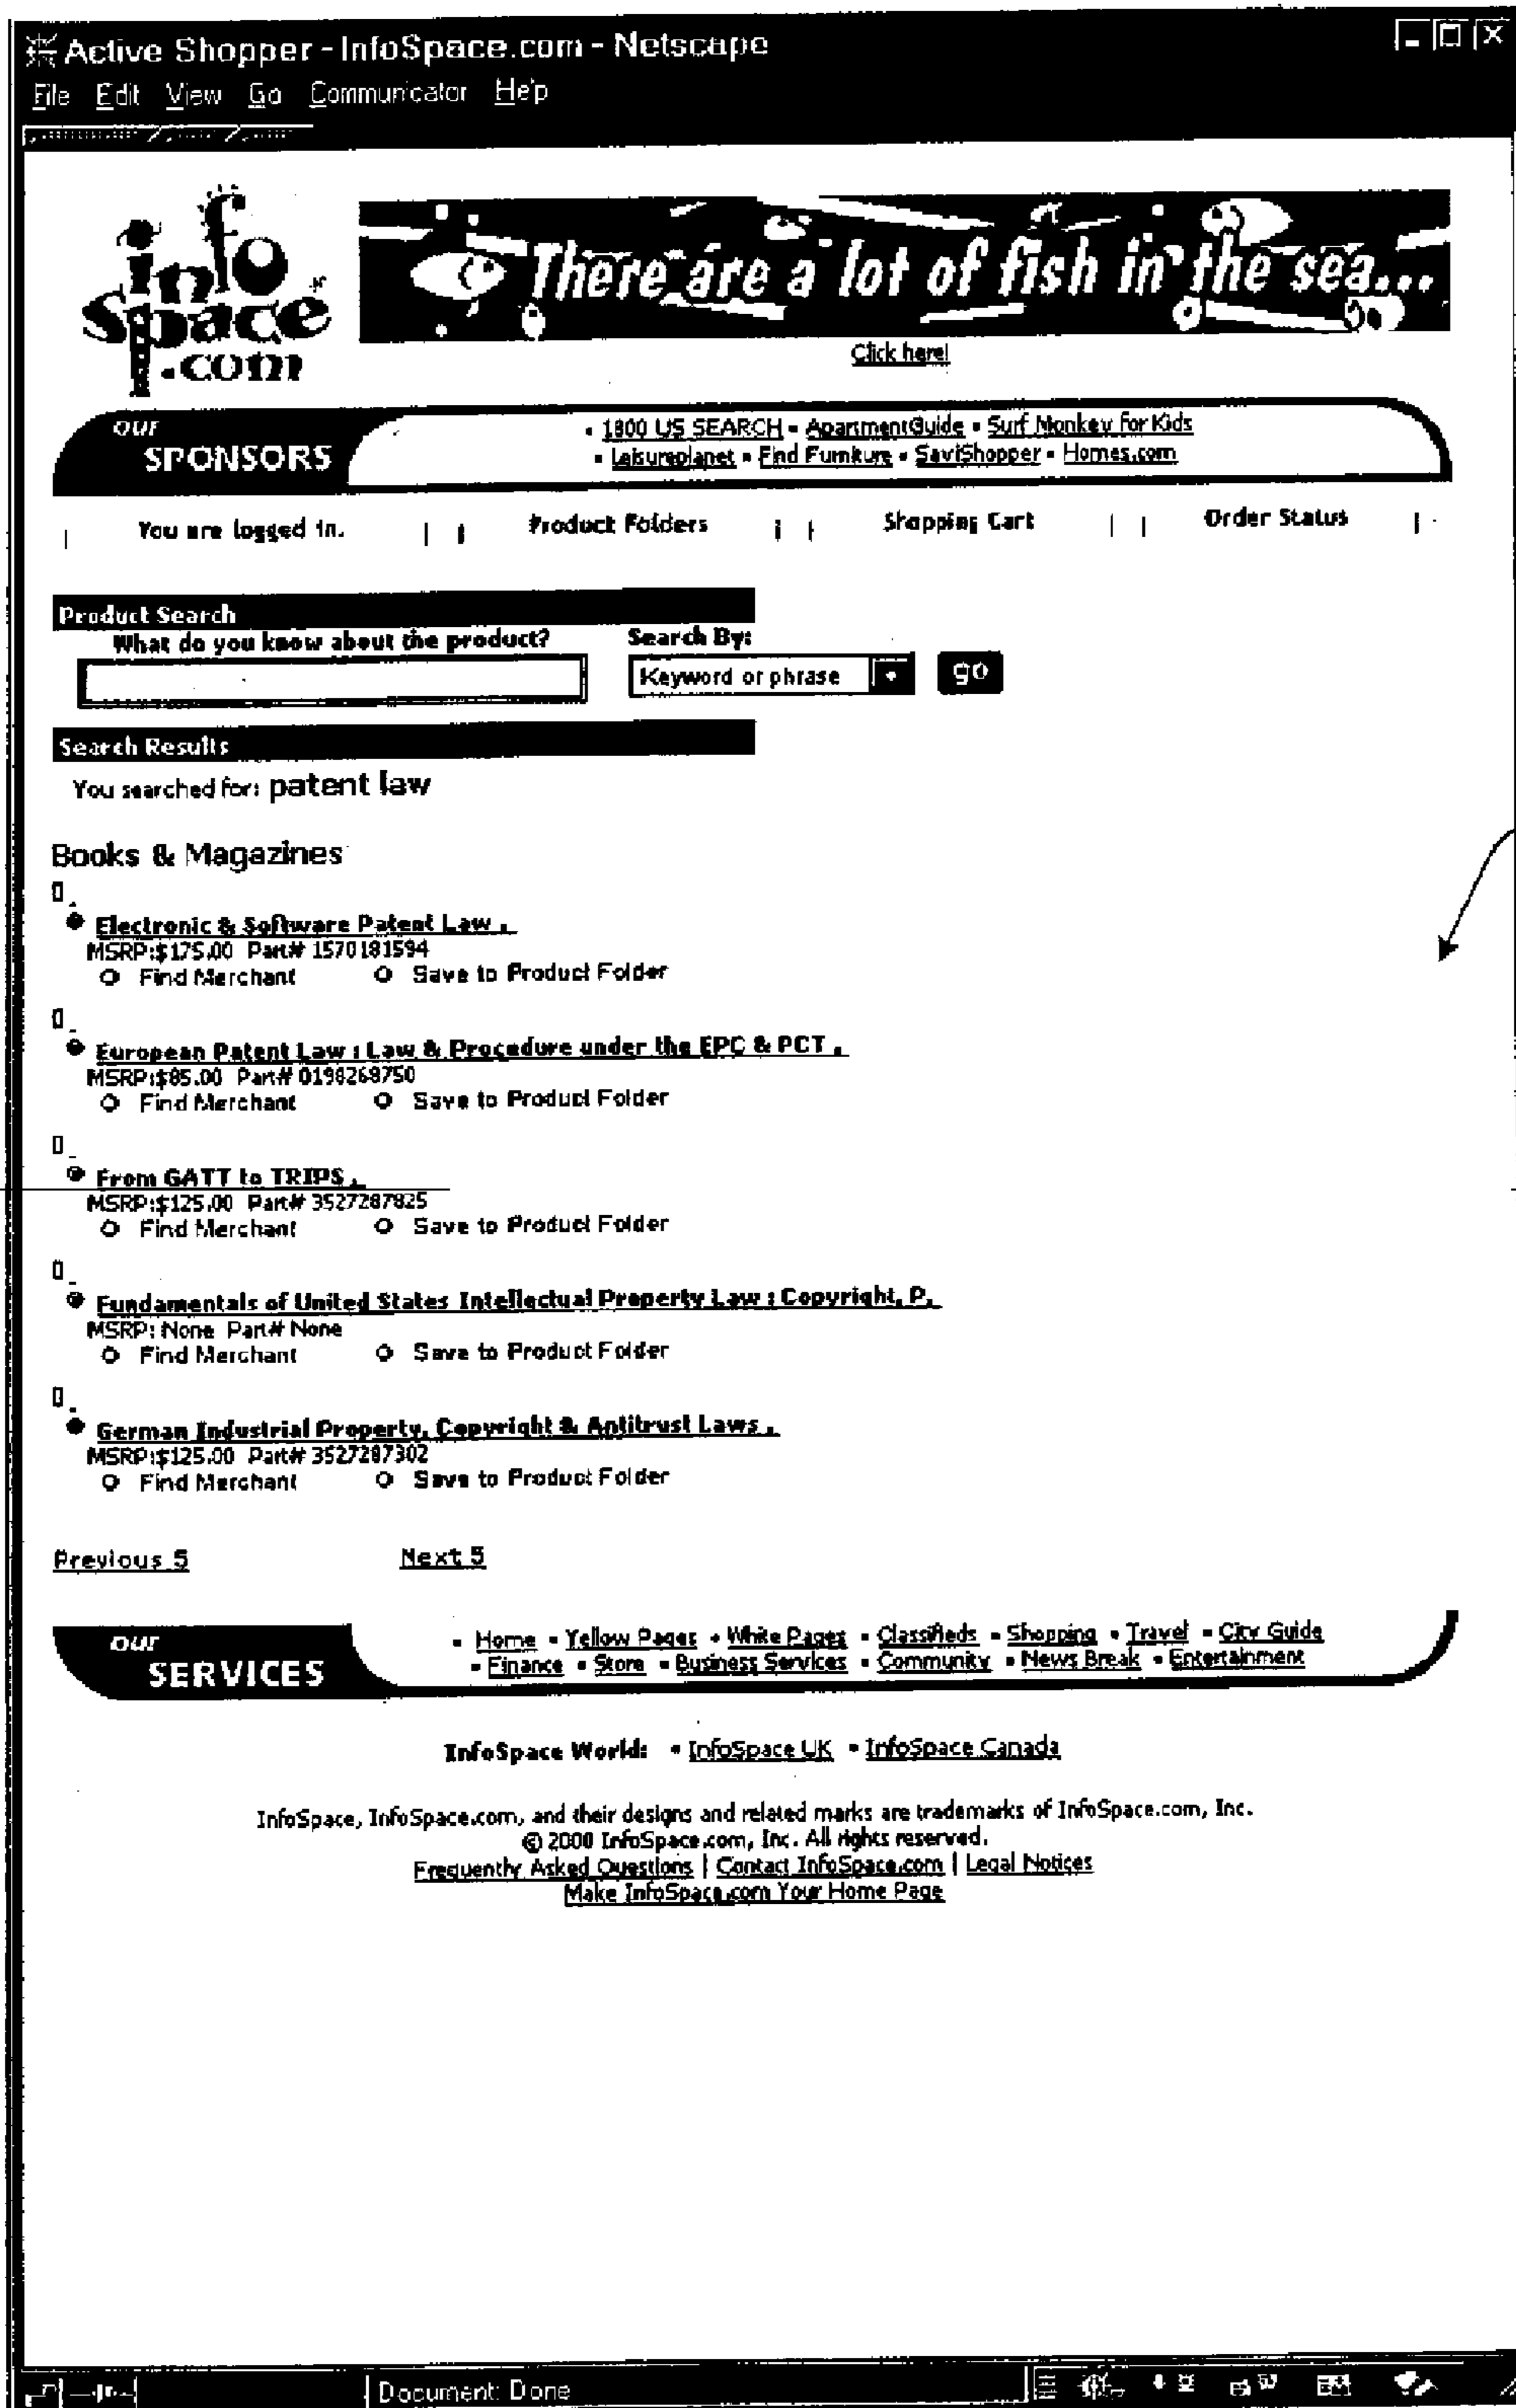 Active Shopper - InfoSpace.com - Netscape
File Edit View Go Communicator Help
info
space
.com
There are a lot of fish in the sea...
Click here!
our
SPONSORS
▪ 1800 US SEARCH ▪ ApartmentGuide ▪ Surf Monkey for Kids
▪ Leisureplanet ▪ Find Furniture ▪ SaviShopper ▪ Homes.com
| You are logged in. | | Product Folders | | Shopping Cart | | Order Status |
Product Search
What do you know about the product? Search By:
Keyword or phrase go
Search Results
You searched for: patent law
Books & Magazines
Electronic & Software Patent Law .
MSRP:$175.00 Part# 1570181594
Find Merchant Save to Product Folder
European Patent Law : Law & Procedure under the EPC & PCT .
MSRP:$85.00 Part# 0198268750
Find Merchant Save to Product Folder
From GATT to TRIPS .
MSRP:$125.00 Part# 3527287825
Find Merchant Save to Product Folder
Fundamentals of United States Intellectual Property Law : Copyright, P.
MSRP: None Part# None
Find Merchant Save to Product Folder
German Industrial Property, Copyright & Antitrust Laws .
MSRP:$125.00 Part# 3527287302
Find Merchant Save to Product Folder
Previous 5 Next 5
our
SERVICES
▪ Home ▪ Yellow Pages ▪ White Pages ▪ Classifieds ▪ Shopping ▪ Travel ▪ City Guide
▪ Finance ▪ Store ▪ Business Services ▪ Community ▪ News Break ▪ Entertainment
InfoSpace World: ▪ InfoSpace UK ▪ InfoSpace Canada
InfoSpace, InfoSpace.com, and their designs and related marks are trademarks of InfoSpace.com, Inc.
© 2000 InfoSpace.com, Inc. All rights reserved.
Frequently Asked Questions | Contact InfoSpace.com | Legal Notices
Make InfoSpace.com Your Home Page
Document: Done